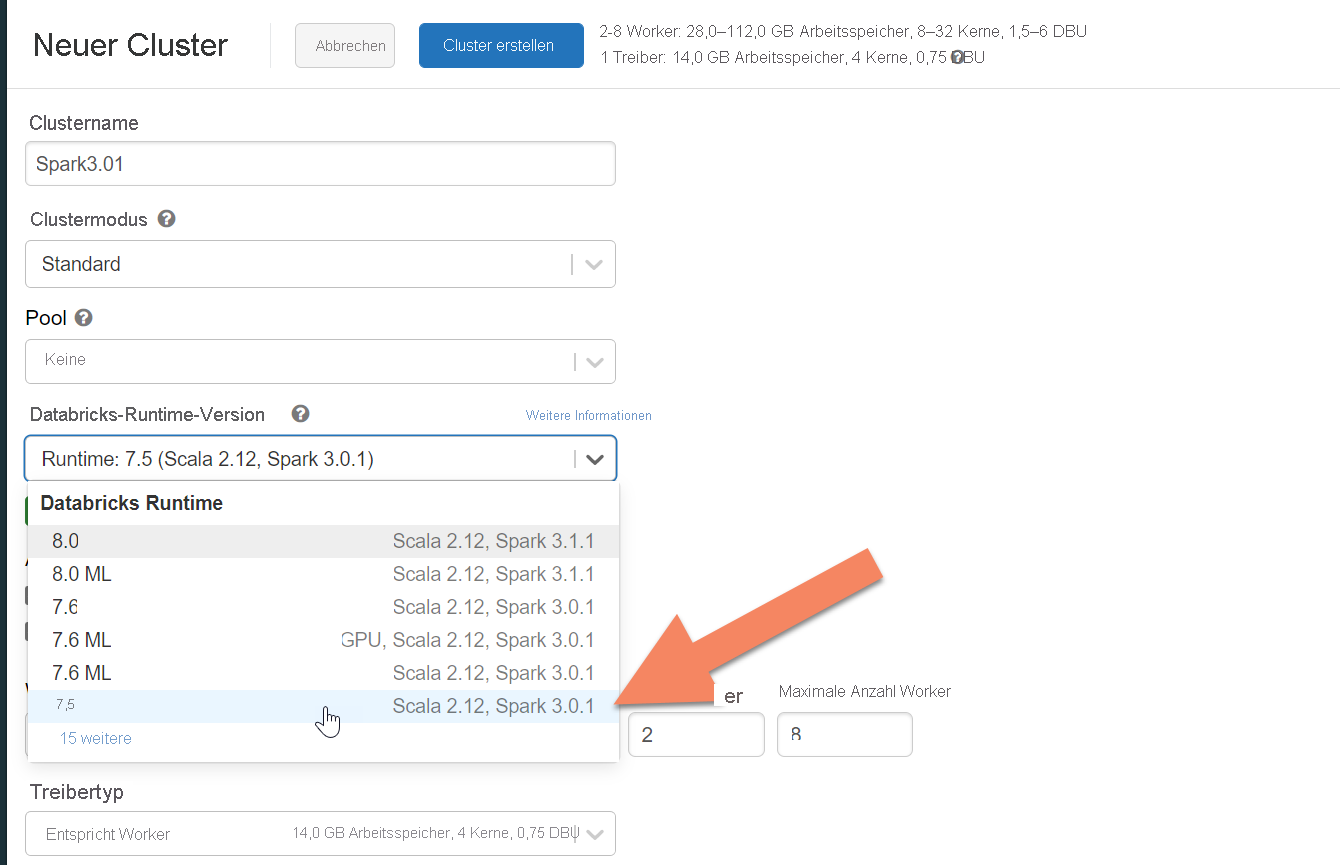 Neuer Cluster
Abbrechen
Cluster erstellen
2-8 Worker: 28,0–112,0 GB Arbeitsspeicher, 8–32 Kerne, 1,5–6 DBU
1 Treiber: 14,0 GB Arbeitsspeicher, 4 Kerne, 0,75 DBU
Clustername
Spark3.01
Clustermodus
Standard
Pool
Keine
Databricks-Runtime-Version
Weitere Informationen
Runtime: 7.5 (Scala 2.12, Spark 3.0.1)
Databricks Runtime
8.0 Scala 2.12, Spark 3.1.1
8.0 ML Scala 2.12, Spark 3.1.1
7.6 Scala 2.12, Spark 3.0.1
7.6 ML GPU, Scala 2.12, Spark 3.0.1
7.6 ML Scala 2.12, Spark 3.0.1
7,5 Scala 2.12, Spark 3.0.1
15 weitere
er
Maximale Anzahl Worker
2
8
Treibertyp
Entspricht Worker 14,0 GB Arbeitsspeicher, 4 Kerne, 0,75 DBU